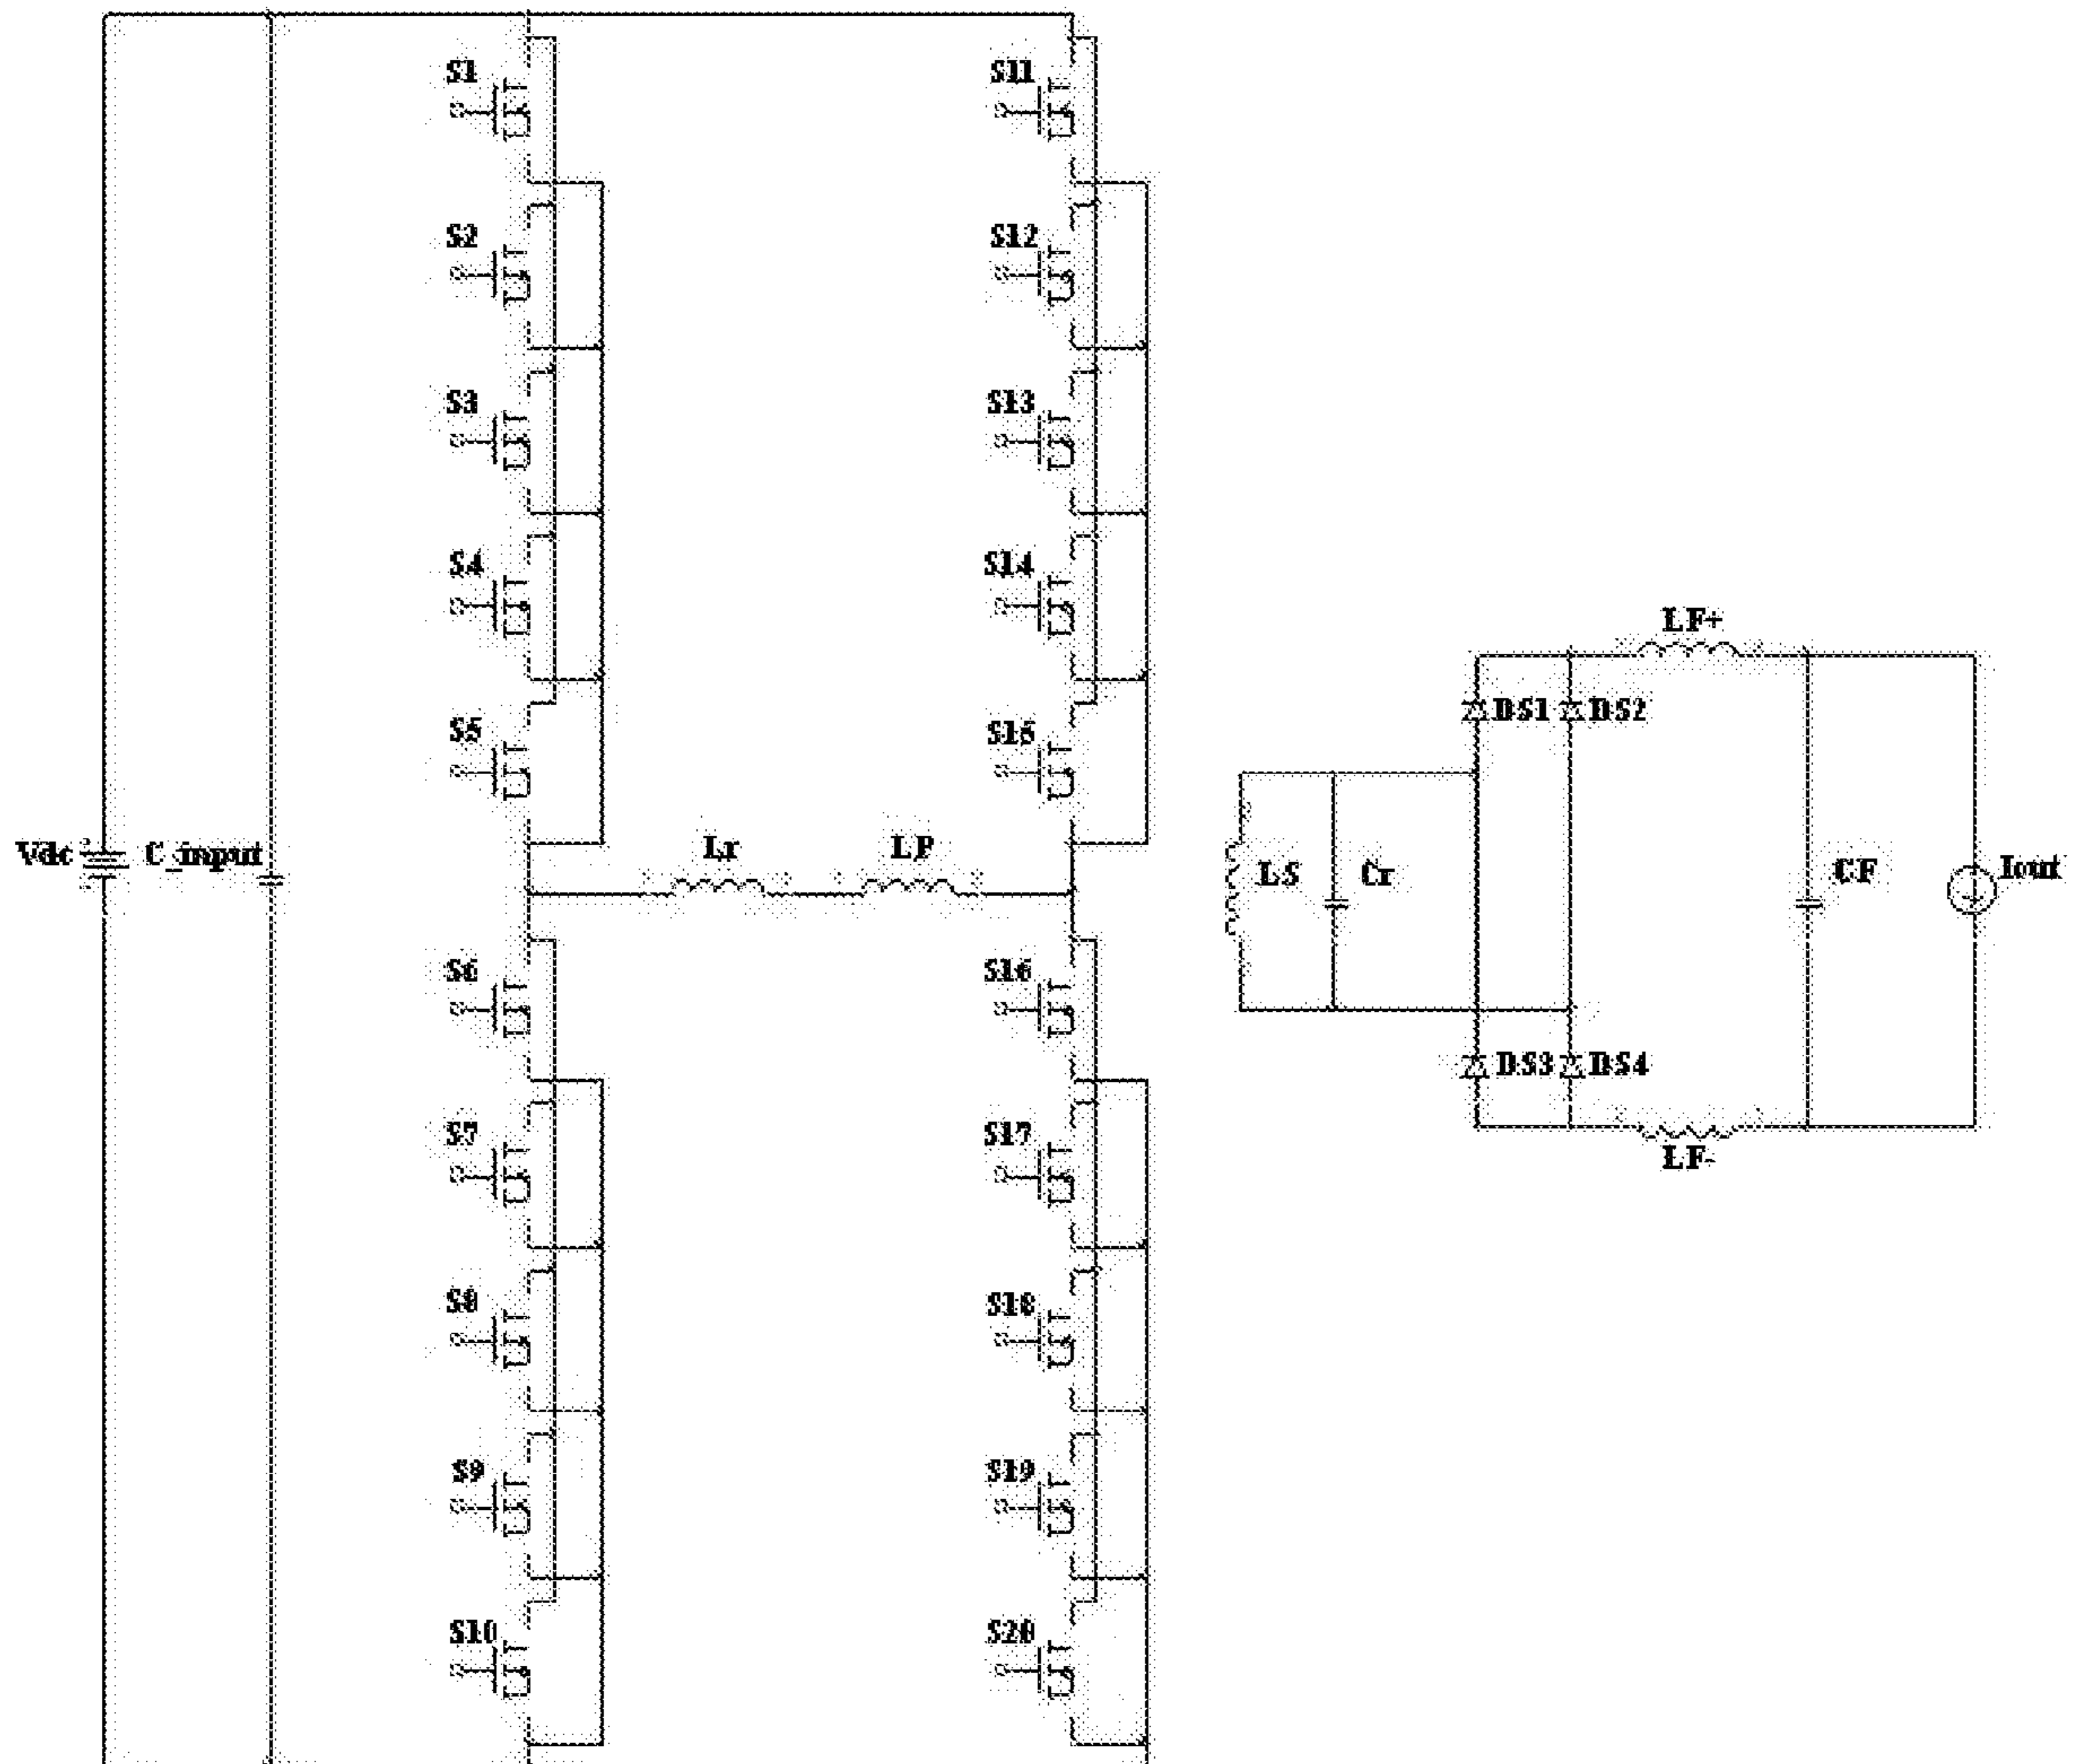 S1
S11
S2
S12
S3
S13
S4
S14
LF+
S5
S15
DS1
DS2
Vdc
C_input
Lr
LP
LS
Cr
CF
Iout
S6
S16
DS3
DS4
S7
S17
LF-
S8
S18
S9
S19
S10
S20